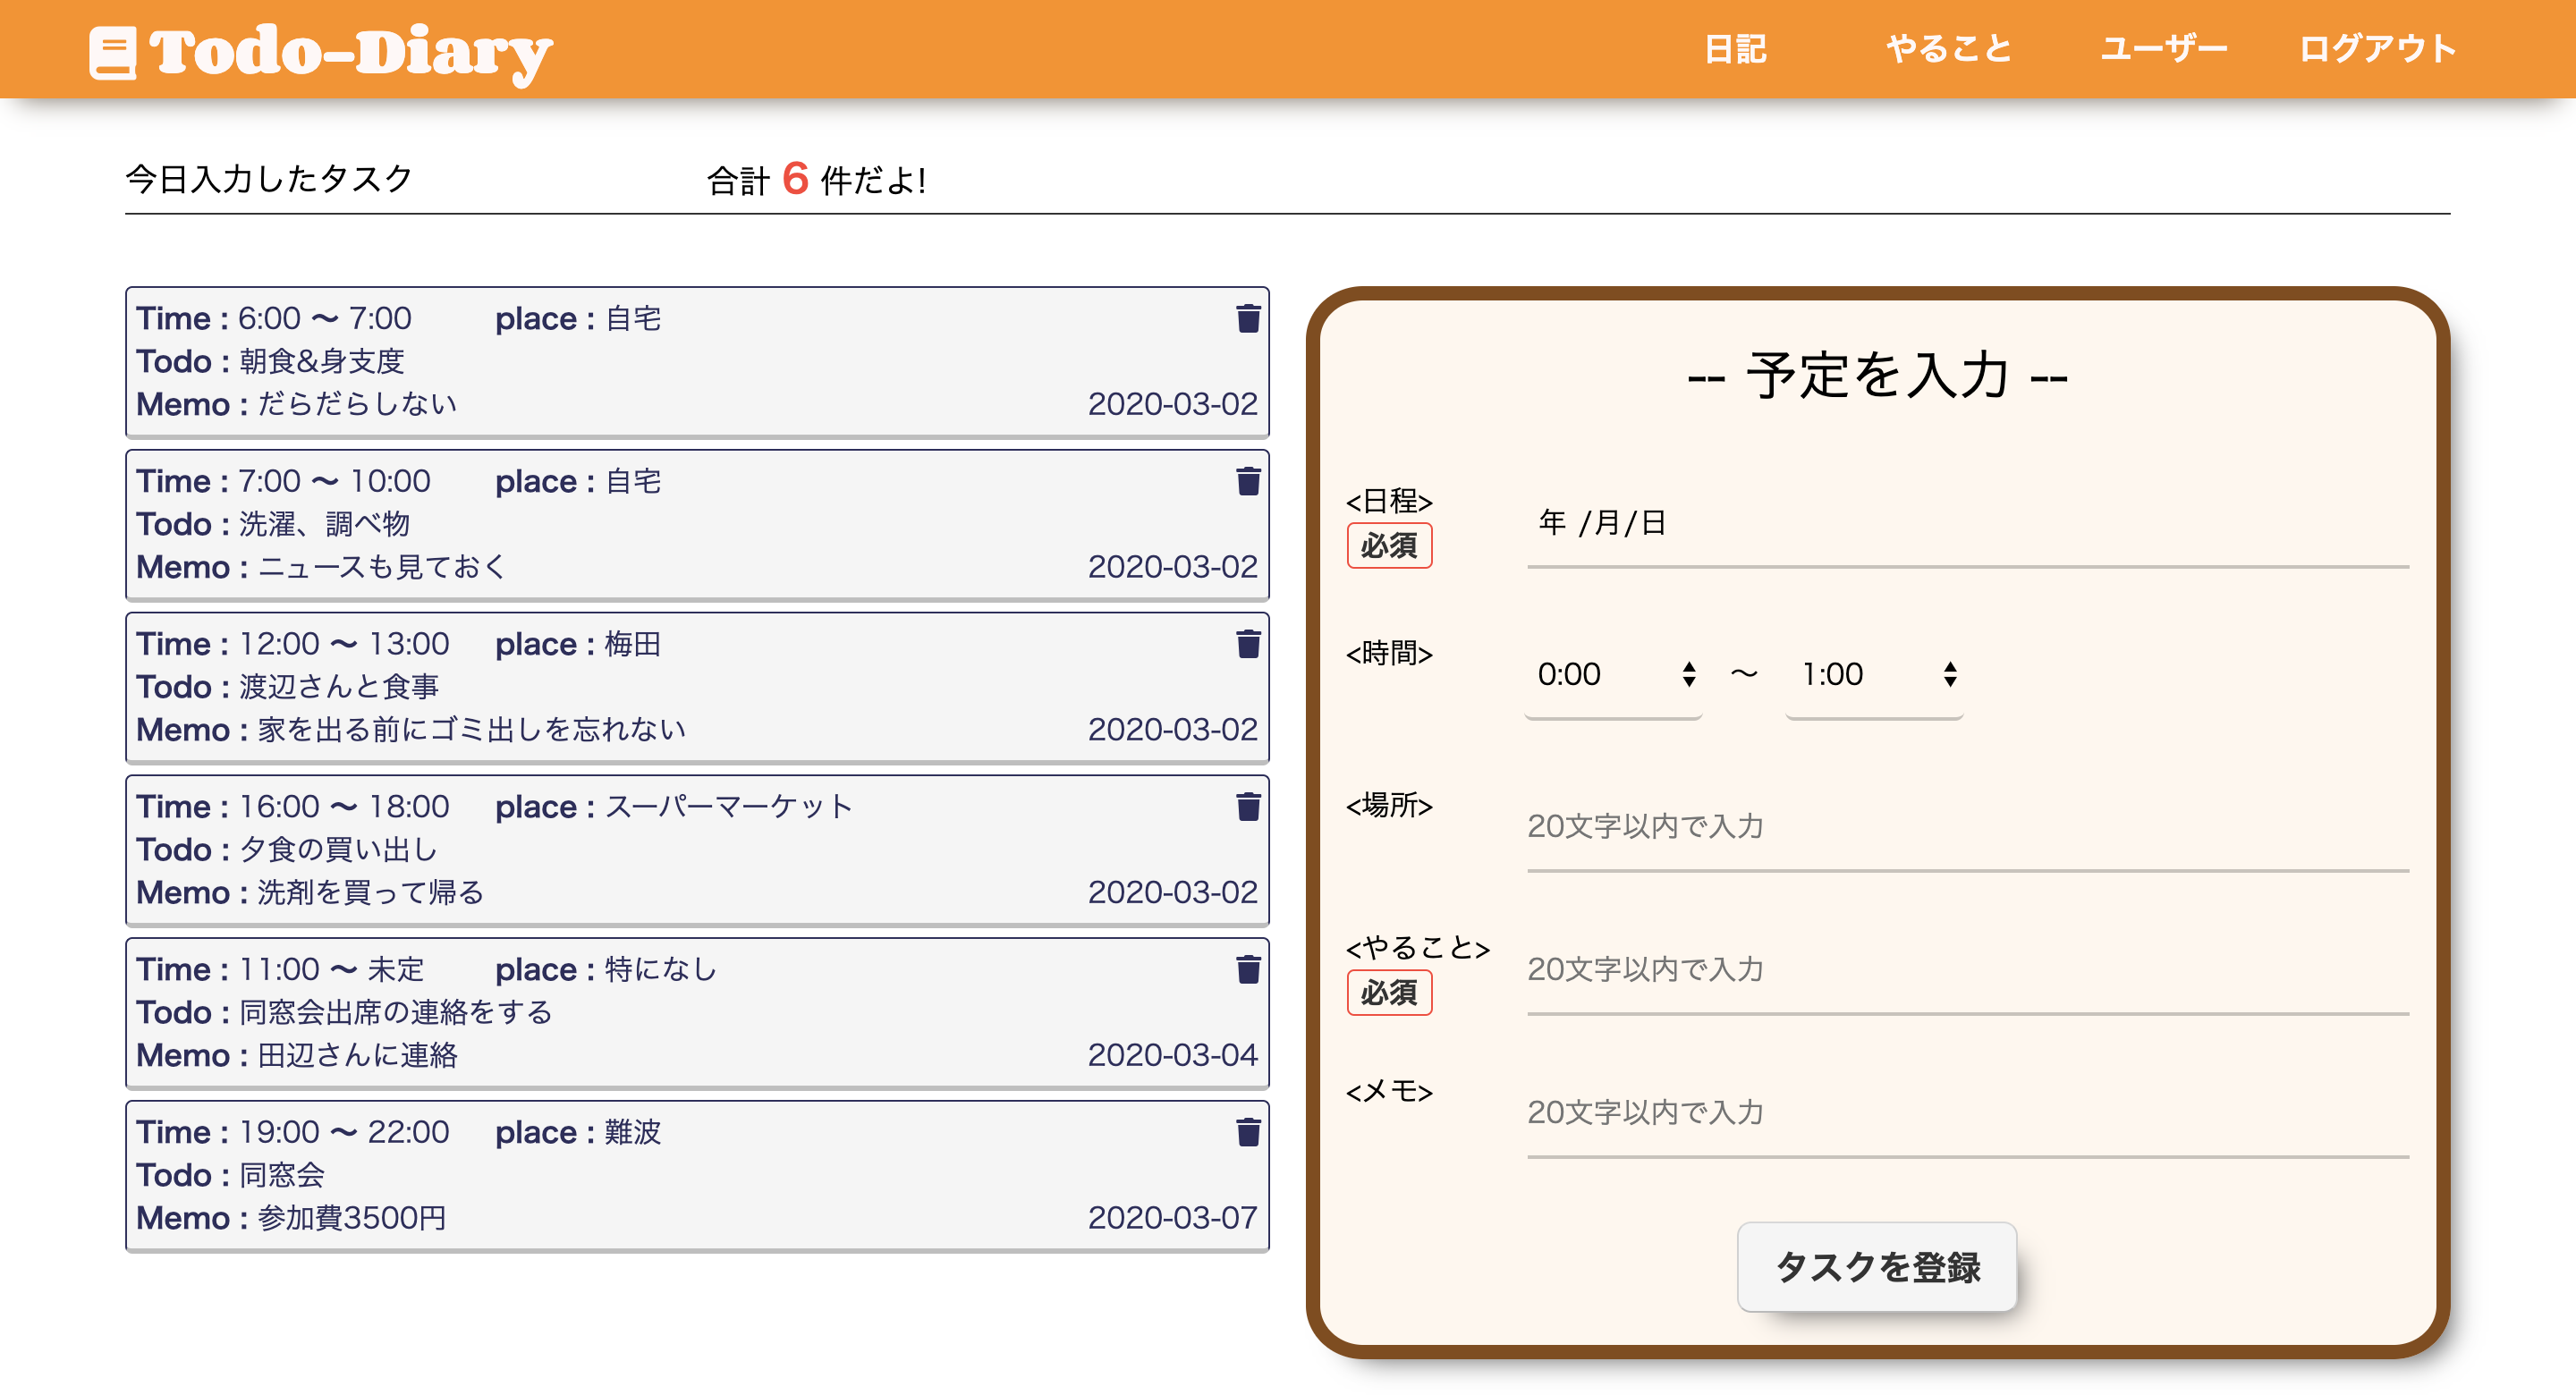 Todo-Diary
日記 やること ユーザー ログアウト
今日入力したタスク 合計 6 件だよ!
Time : 6:00 〜 7:00 place : 自宅
Todo : 朝食&身支度
Memo : だらだらしない 2020-03-02
Time : 7:00 〜 10:00 place : 自宅
Todo : 洗濯、調べ物
Memo : ニュースも見ておく 2020-03-02
Time : 12:00 〜 13:00 place : 梅田
Todo : 渡辺さんと食事
Memo : 家を出る前にゴミ出しを忘れない 2020-03-02
Time : 16:00 〜 18:00 place : スーパーマーケット
Todo : 夕食の買い出し
Memo : 洗剤を買って帰る 2020-03-02
Time : 11:00 〜 未定 place : 特になし
Todo : 同窓会出席の連絡をする
Memo : 田辺さんに連絡 2020-03-04
Time : 19:00 〜 22:00 place : 難波
Todo : 同窓会
Memo : 参加費3500円 2020-03-07
-- 予定を入力 --
<日程>
必須
年 /月/日
<時間>
0:00 〜 1:00
<場所>
20文字以内で入力
<やること>
必須
20文字以内で入力
<メモ>
20文字以内で入力
タスクを登録